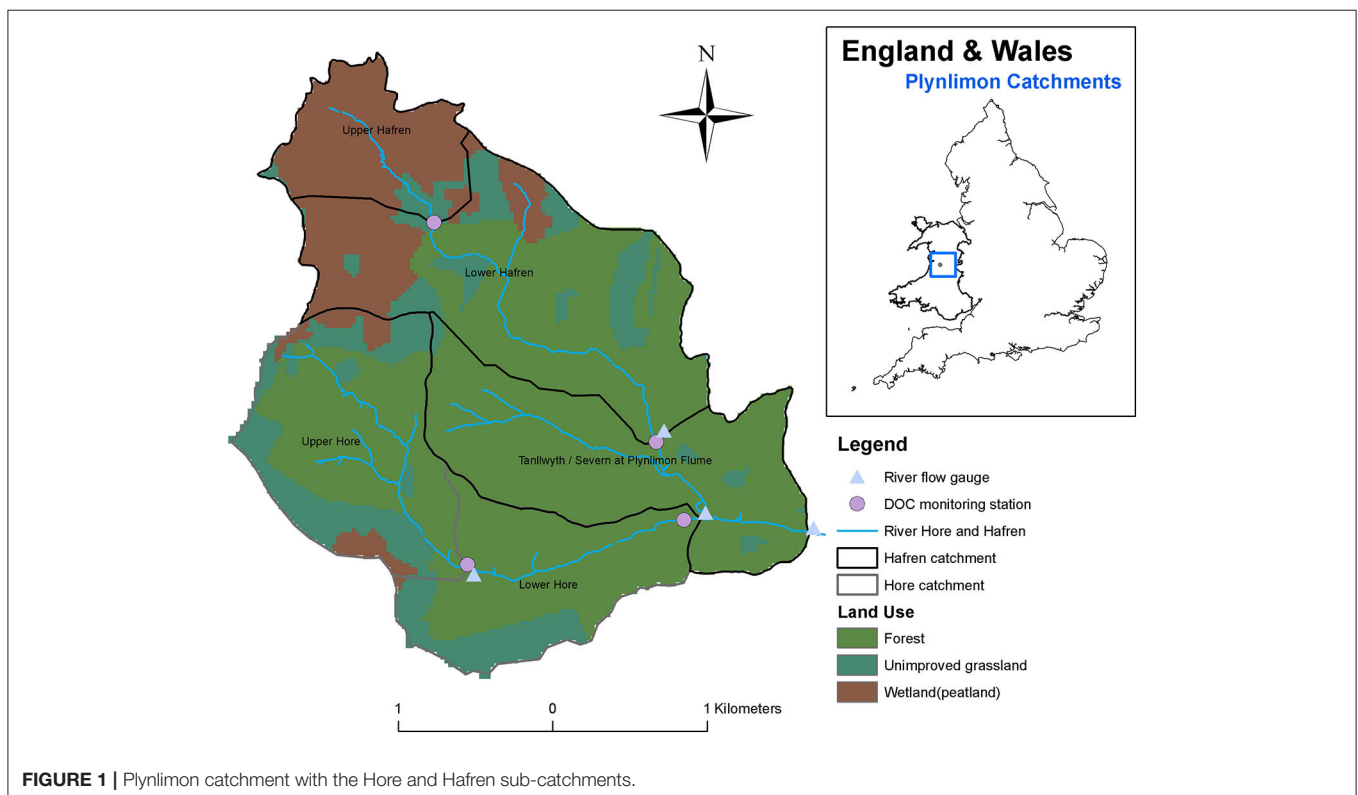 England & Wales
Plynlimon Catchments
N
Upper Hafren
Lower Hafren
Upper Hore
Tanllwyth / Severn at Plynlimon Flume
Lower Hore
1 0 1 Kilometers
Legend
River flow gauge
DOC monitoring station
River Hore and Hafren
Hafren catchment
Hore catchment
Land Use
Forest
Unimproved grassland
Wetland(peatland)
FIGURE 1 | Plynlimon catchment with the Hore and Hafren sub-catchments.